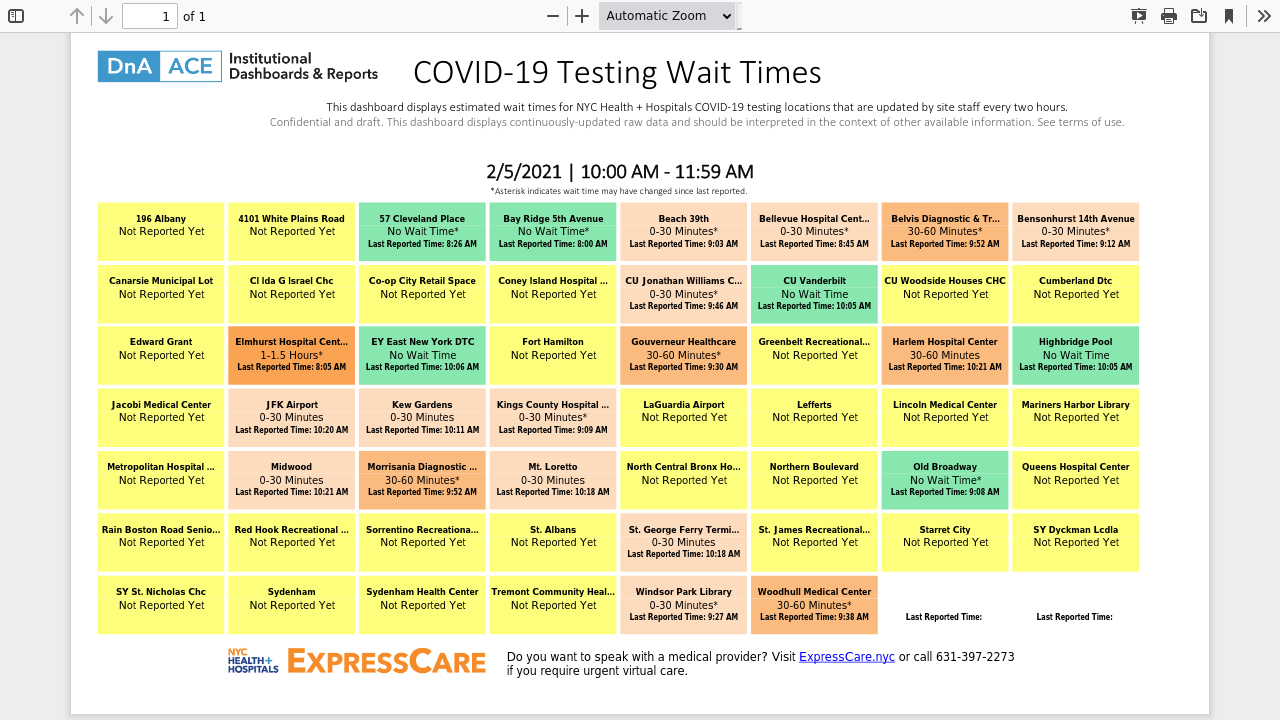 1 of 1 Automatic Zoom
DnA ACE Institutional
Dashboards & Reports
COVID-19 Testing Wait Times
This dashboard displays estimated wait times for NYC Health + Hospitals COVID-19 testing locations that are updated by site staff every two hours.
Confidential and draft. This dashboard displays continuously-updated raw data and should be interpreted in the context of other available information. See terms of use.
2/5/2021 | 10:00 AM - 11:59 AM
*Asterisk indicates wait time may have changed since last reported.
196 Albany 4101 White Plains Road 57 Cleveland Place Bay Ridge 5th Avenue Beach 39th Bellevue Hospital Cent... Belvis Diagnostic & Tr... Bensonhurst 14th Avenue
Not Reported Yet Not Reported Yet No Wait Time* No Wait Time* 0-30 Minutes* 0-30 Minutes* 30-60 Minutes* 0-30 Minutes*
Last Reported Time: 8:26 AM Last Reported Time: 8:00 AM Last Reported Time: 9:03 AM Last Reported Time: 8:45 AM Last Reported Time: 9:52 AM Last Reported Time: 9:12 AM
Canarsie Municipal Lot Cl Ida G Israel Chc Co-op City Retail Space Coney Island Hospital ... CU Jonathan Williams C... CU Vanderbilt CU Woodside Houses CHC Cumberland Dtc
Not Reported Yet Not Reported Yet Not Reported Yet Not Reported Yet 0-30 Minutes* No Wait Time Not Reported Yet Not Reported Yet
Last Reported Time: 9:46 AM Last Reported Time: 10:05 AM
Edward Grant Elmhurst Hospital Cent... EY East New York DTC Fort Hamilton Gouverneur Healthcare Greenbelt Recreational... Harlem Hospital Center Highbridge Pool
Not Reported Yet 1-1.5 Hours* No Wait Time Not Reported Yet 30-60 Minutes* Not Reported Yet 30-60 Minutes No Wait Time
Last Reported Time: 8:05 AM Last Reported Time: 10:06 AM Last Reported Time: 9:30 AM Last Reported Time: 10:21 AM Last Reported Time: 10:05 AM
Jacobi Medical Center JFK Airport Kew Gardens Kings County Hospital ... LaGuardia Airport Lefferts Lincoln Medical Center Mariners Harbor Library
Not Reported Yet 0-30 Minutes 0-30 Minutes 0-30 Minutes* Not Reported Yet Not Reported Yet Not Reported Yet Not Reported Yet
Last Reported Time: 10:20 AM Last Reported Time: 10:11 AM Last Reported Time: 9:09 AM
Metropolitan Hospital ... Midwood Morrisania Diagnostic ... Mt. Loretto North Central Bronx Ho... Northern Boulevard Old Broadway Queens Hospital Center
Not Reported Yet 0-30 Minutes 30-60 Minutes* 0-30 Minutes Not Reported Yet Not Reported Yet No Wait Time* Not Reported Yet
Last Reported Time: 10:21 AM Last Reported Time: 9:52 AM Last Reported Time: 10:18 AM Last Reported Time: 9:08 AM
Rain Boston Road Senio... Red Hook Recreational ... Sorrentino Recreationa... St. Albans St. George Ferry Termi... St. James Recreational... Starret City SY Dyckman Lcdla
Not Reported Yet Not Reported Yet Not Reported Yet Not Reported Yet 0-30 Minutes Not Reported Yet Not Reported Yet Not Reported Yet
Last Reported Time: 10:18 AM
SY St. Nicholas Chc Sydenham Sydenham Health Center Tremont Community Heal... Windsor Park Library Woodhull Medical Center
Not Reported Yet Not Reported Yet Not Reported Yet Not Reported Yet 0-30 Minutes* 30-60 Minutes*
Last Reported Time: 9:27 AM Last Reported Time: 9:38 AM Last Reported Time: Last Reported Time:
NYC
HEALTH+
HOSPITALS
EXPRESSCARE
Do you want to speak with a medical provider? Visit ExpressCare.nyc or call 631-397-2273
if you require urgent virtual care.